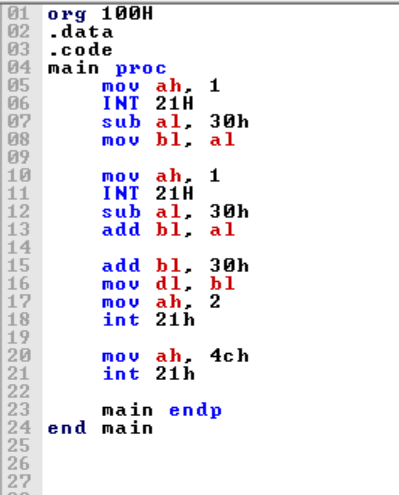 01 org 100H
02 .data
03 .code
04 main proc
05 mov ah, 1
06 INT 21H
07 sub al, 30h
08 mov bl, al
09
10 mov ah, 1
11 INT 21H
12 sub al, 30h
13 add bl, al
14
15 add bl, 30h
16 mov dl, bl
17 mov ah, 2
18 int 21h
19
20 mov ah, 4ch
21 int 21h
22
23 main endp
24 end main
25
26
27